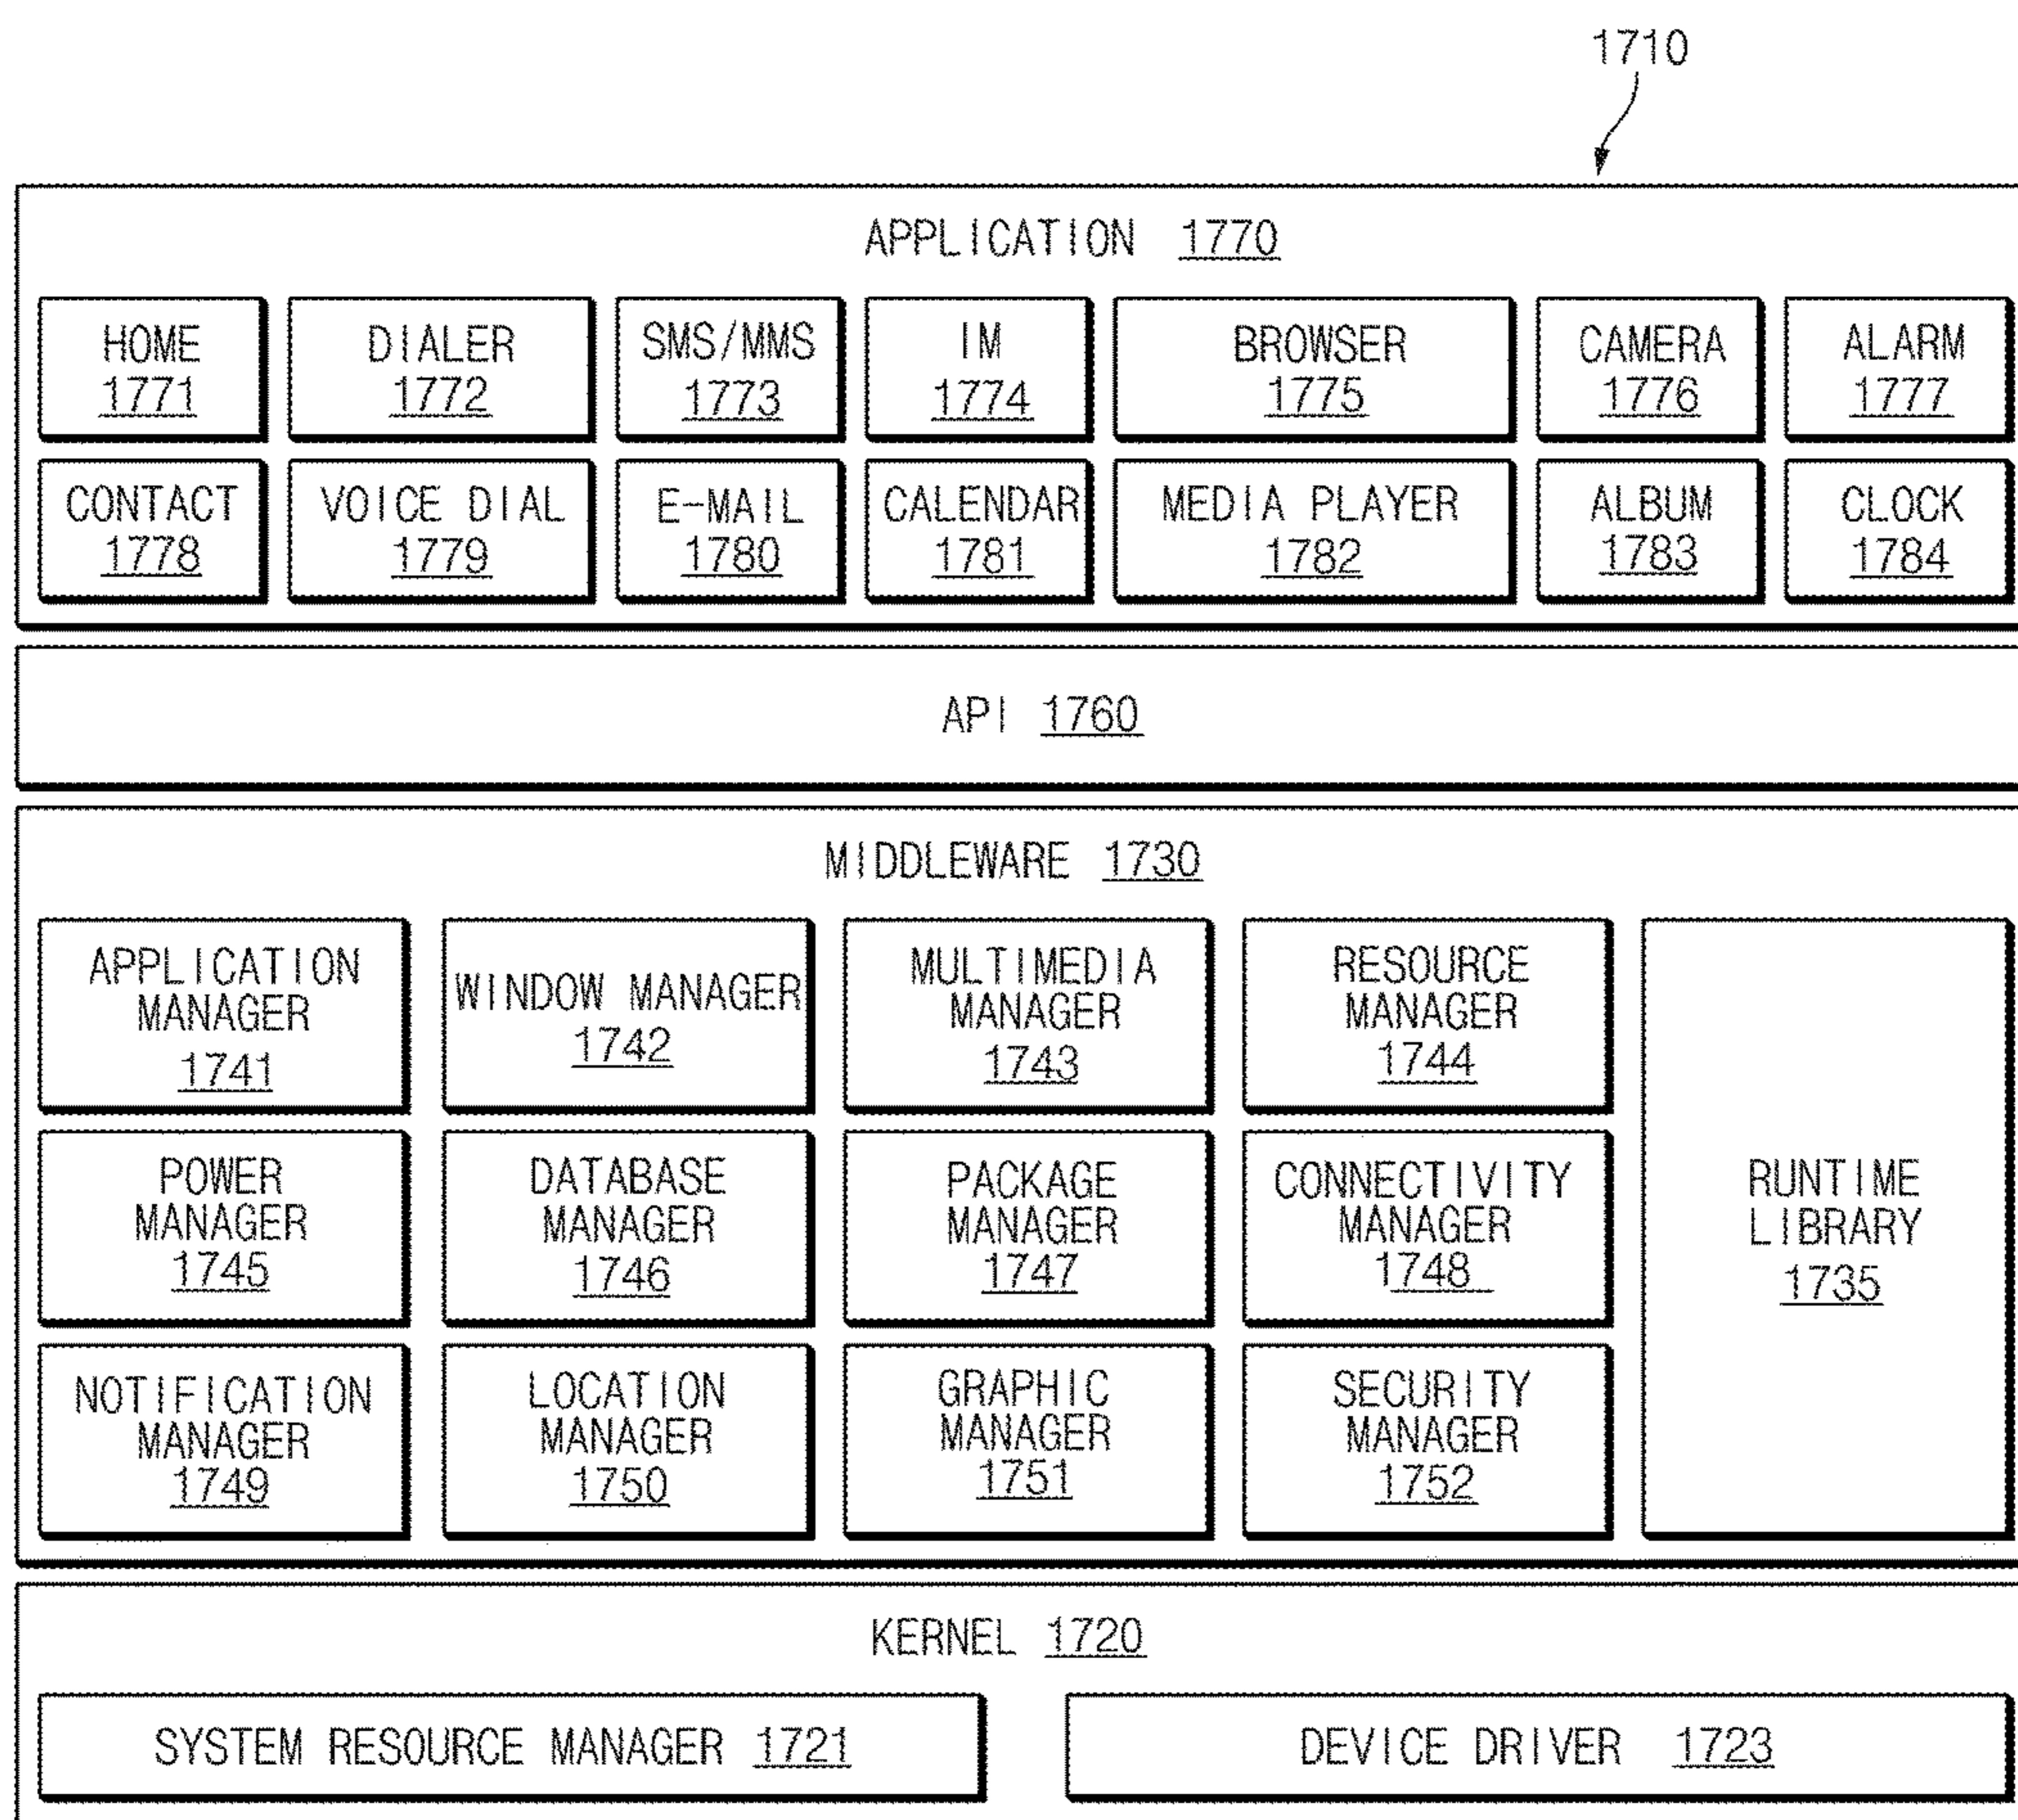 1710
APPLICATION 1770
HOME
1771
DIALER
1772
SMS/MMS
1773
IM
1774
BROWSER
1775
CAMERA
1776
ALARM
1777
CONTACT
1778
VOICE DIAL
1779
E-MAIL
1780
CALENDAR
1781
MEDIA PLAYER
1782
ALBUM
1783
CLOCK
1784
API 1760
MIDDLEWARE 1730
APPLICATION
MANAGER
1741
WINDOW MANAGER
1742
MULTIMEDIA
MANAGER
1743
RESOURCE
MANAGER
1744
POWER
MANAGER
1745
DATABASE
MANAGER
1746
PACKAGE
MANAGER
1747
CONNECTIVITY
MANAGER
1748
RUNTIME
LIBRARY
1735
NOTIFICATION
MANAGER
1749
LOCATION
MANAGER
1750
GRAPHIC
MANAGER
1751
SECURITY
MANAGER
1752
KERNEL 1720
SYSTEM RESOURCE MANAGER 1721
DEVICE DRIVER 1723